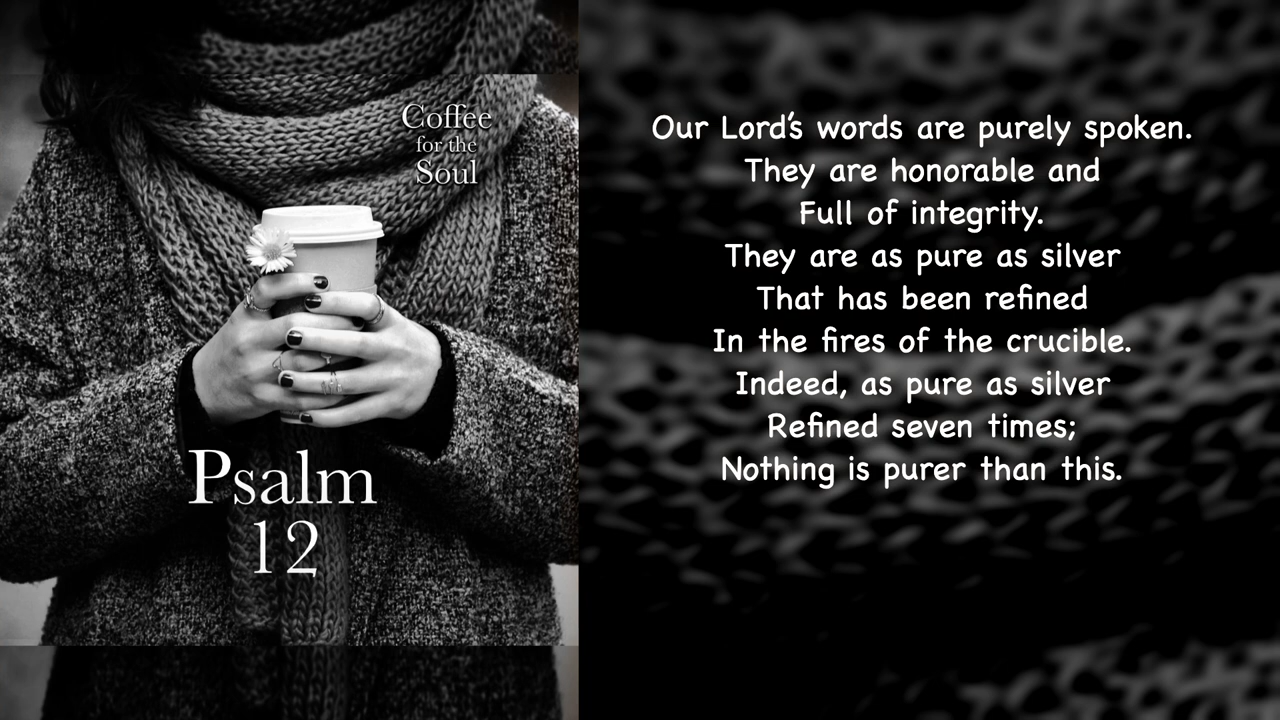 Coffee
for the
Soul
Psalm
12
Our Lord's words are purely spoken.
They are honorable and
Full of integrity.
They are as pure as silver
That has been refined
In the fires of the crucible.
Indeed, as pure as silver
Refined seven times;
Nothing is purer than this.